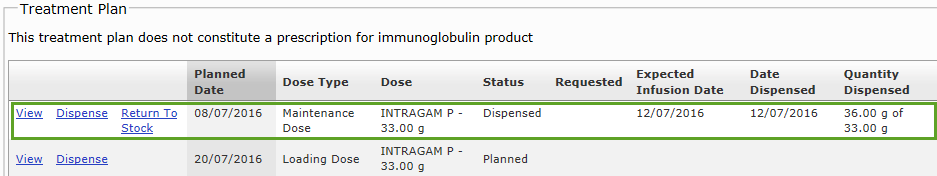 Treatment Plan
This treatment plan does not constitute a prescription for immunoglobulin product
Planned Date Dose Type Dose Status Requested Expected Infusion Date Date Dispensed Quantity Dispensed
View Dispense Return To Stock 08/07/2016 Maintenance Dose INTRAGAM P - 33.00 g Dispensed 12/07/2016 12/07/2016 36.00 g of 33.00 g
View Dispense 20/07/2016 Loading Dose INTRAGAM P - 33.00 g Planned